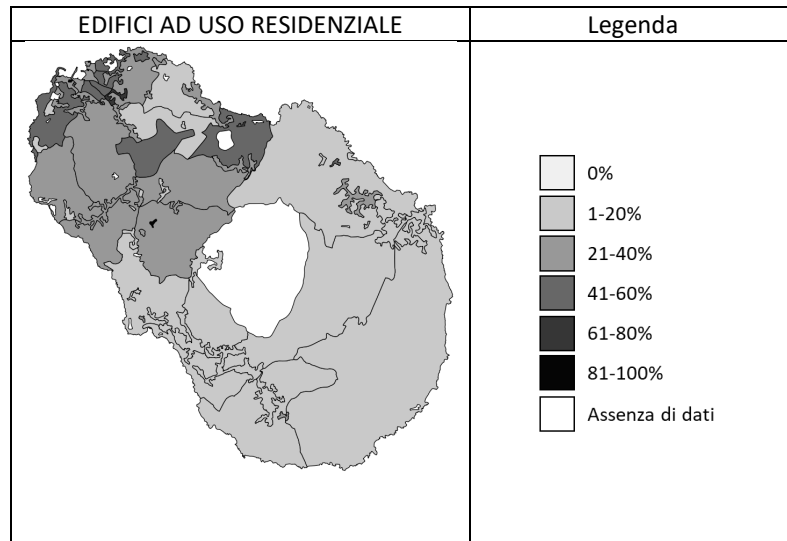 EDIFICI AD USO RESIDENZIALE
Legenda
0%
1-20%
21-40%
41-60%
61-80%
81-100%
Assenza di dati